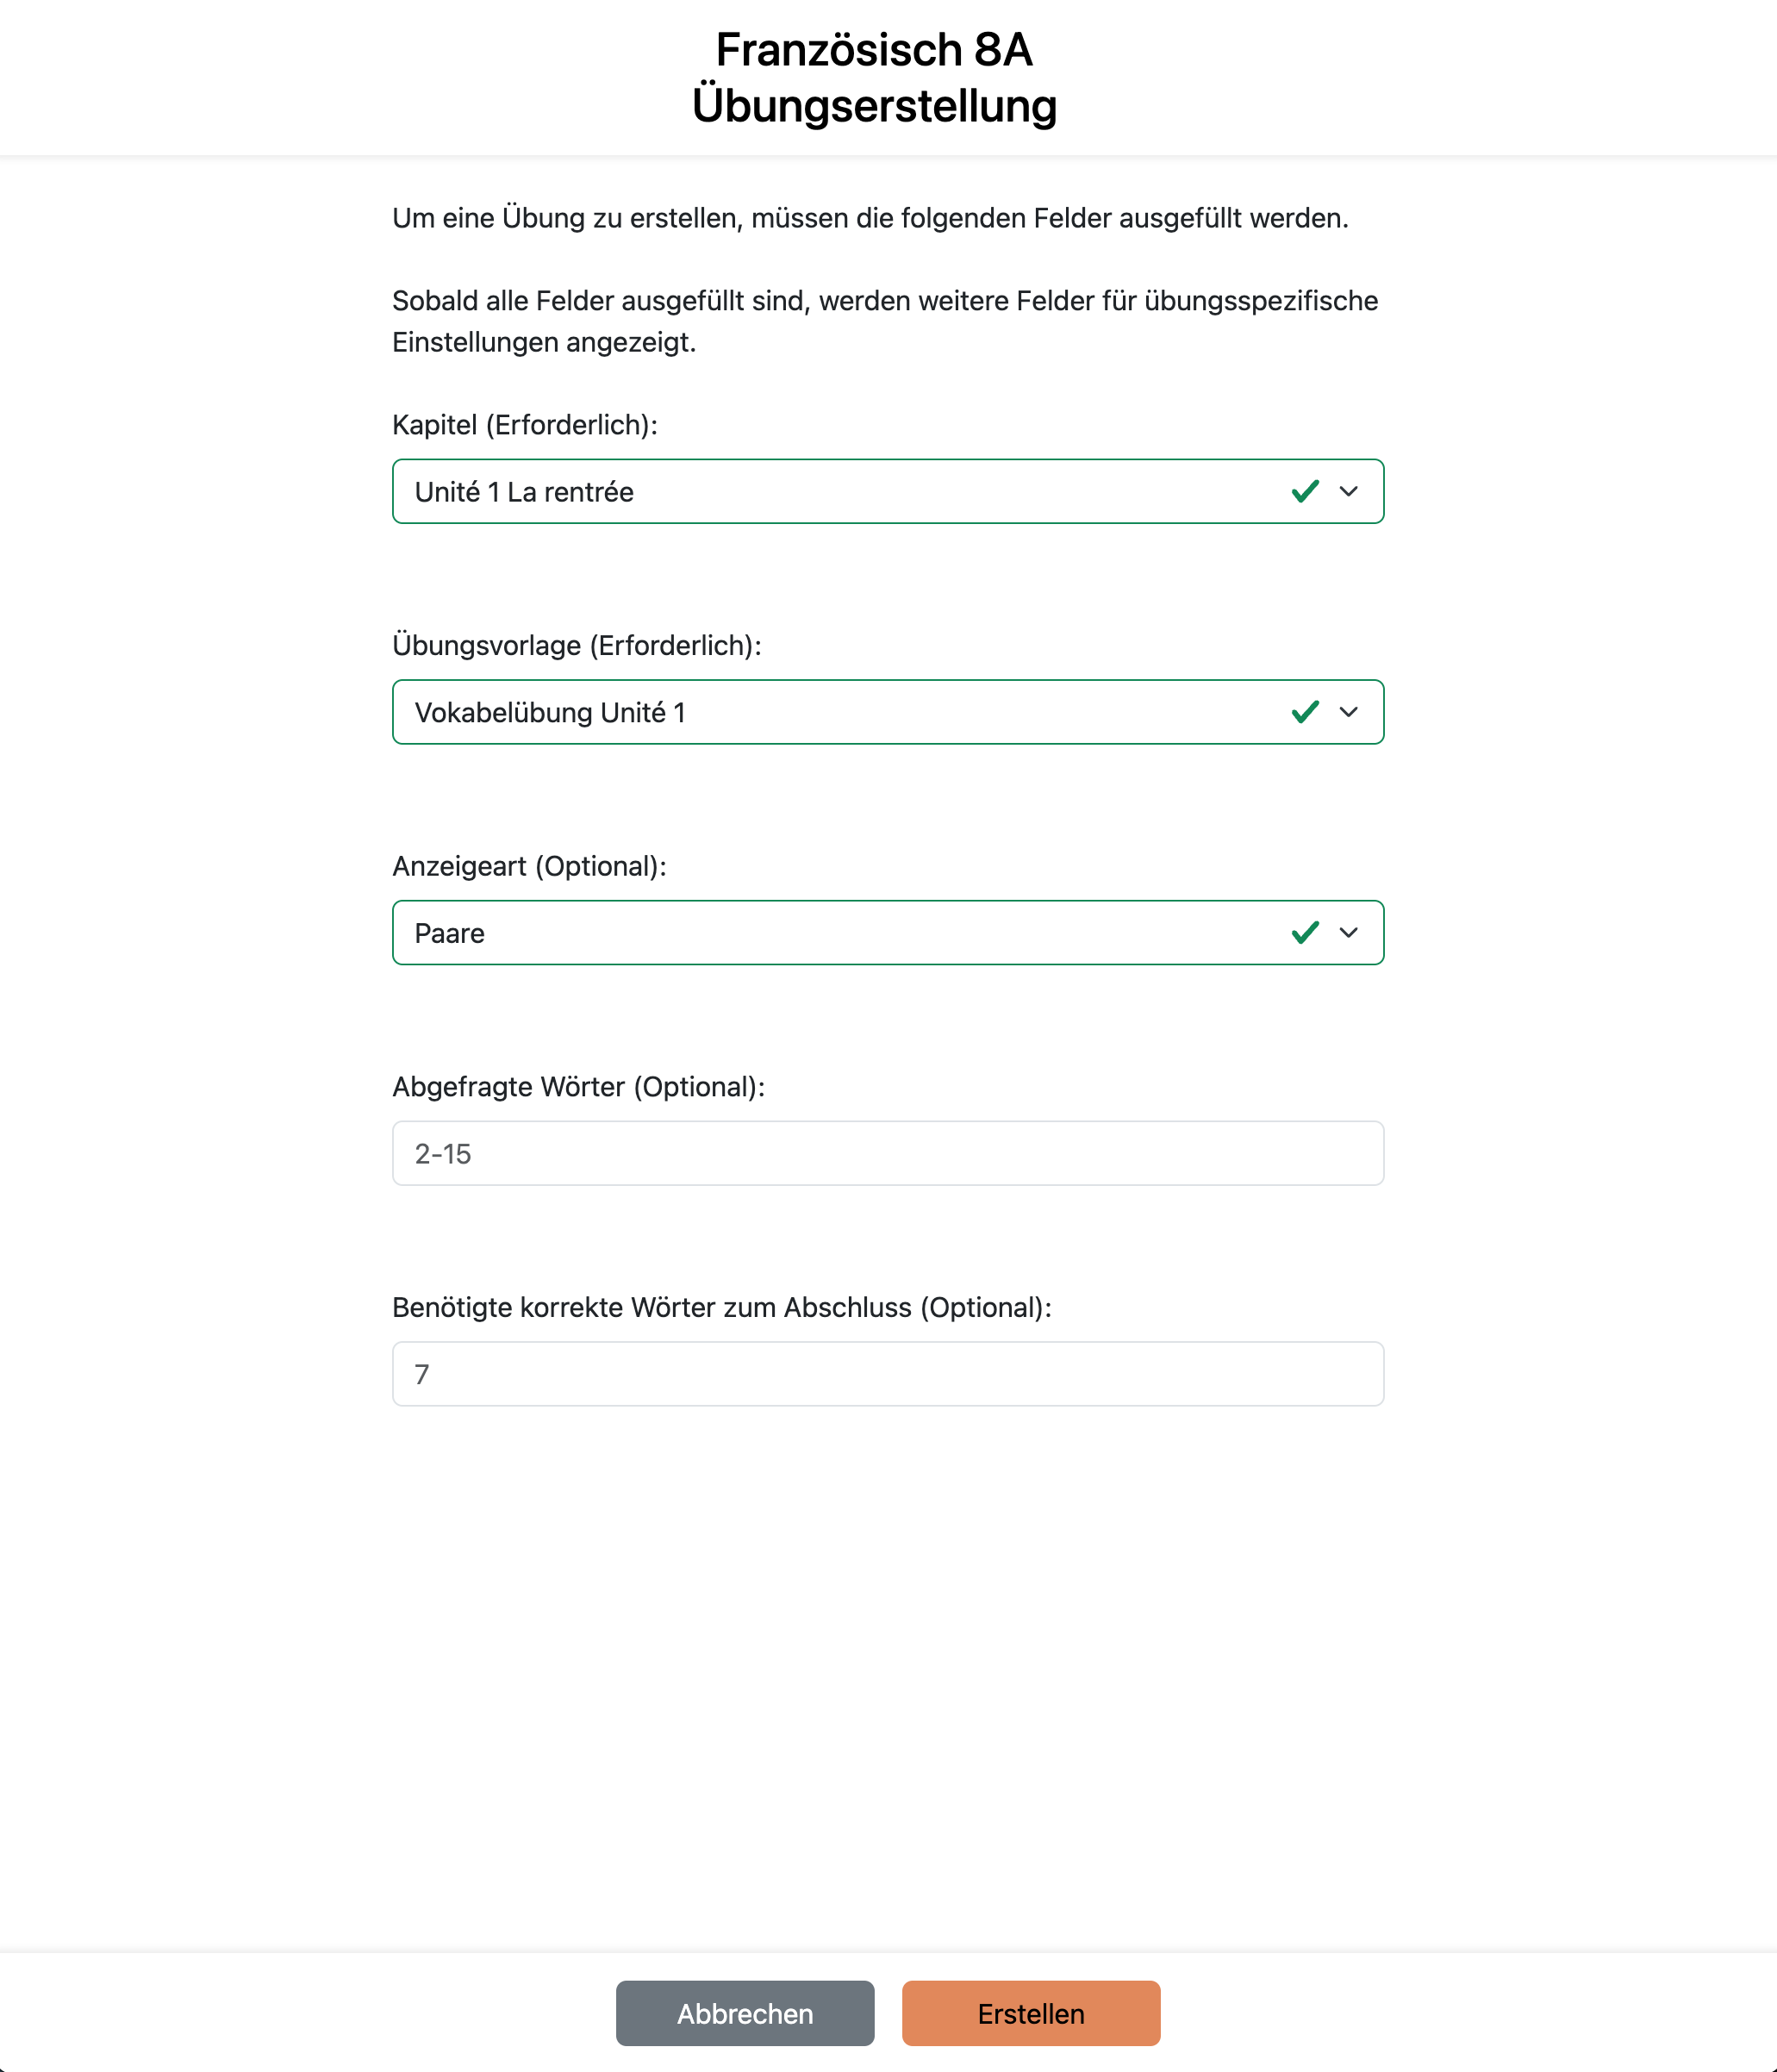 Französisch 8A
Übungserstellung
Um eine Übung zu erstellen, müssen die folgenden Felder ausgefüllt werden.
Sobald alle Felder ausgefüllt sind, werden weitere Felder für übungsspezifische
Einstellungen angezeigt.
Kapitel (Erforderlich):
Unité 1 La rentrée
Übungsvorlage (Erforderlich):
Vokabelübung Unité 1
Anzeigeart (Optional):
Paare
Abgefragte Wörter (Optional):
2-15
Benötigte korrekte Wörter zum Abschluss (Optional):
7
Abbrechen
Erstellen